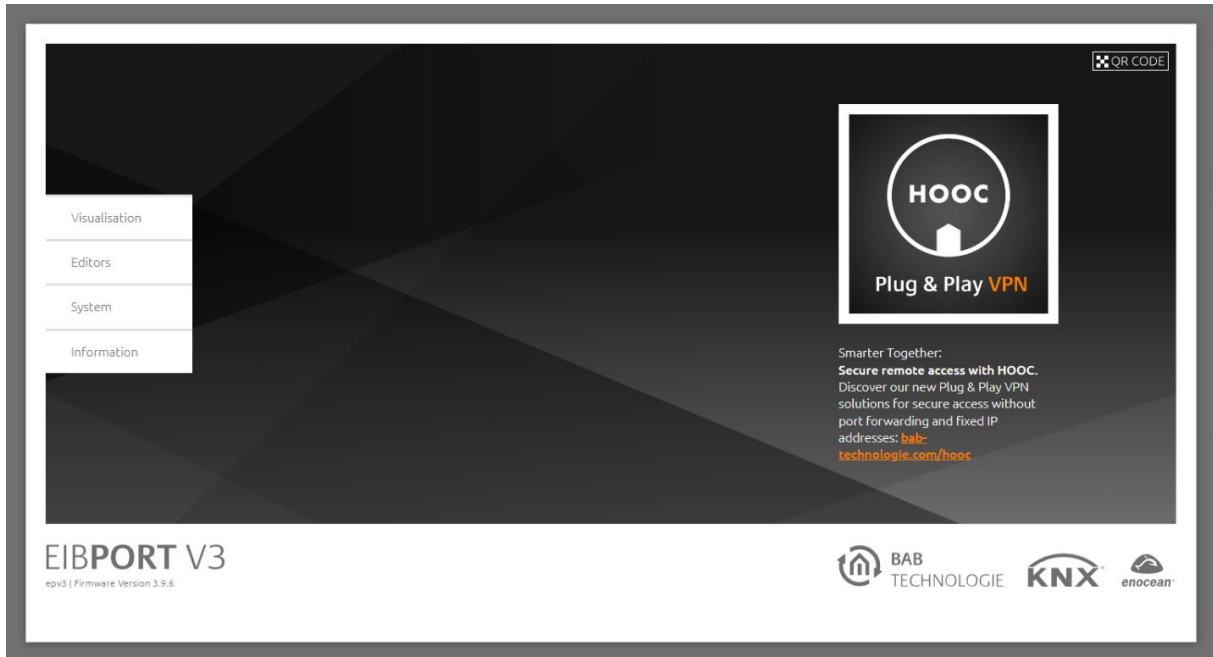 QR CODE
HOOC
Plug & Play VPN
Visualisation
Editors
System
Information
Smarter Together:
Secure remote access with HOOC.
Discover our new Plug & Play VPN
solutions for secure access without
port forwarding and fixed IP
addresses: bab-
technologie.com/hooc
EIBPORT V3
epv3 | Firmware Version 3.9.6
BAB
TECHNOLOGIE
KNX
enocean